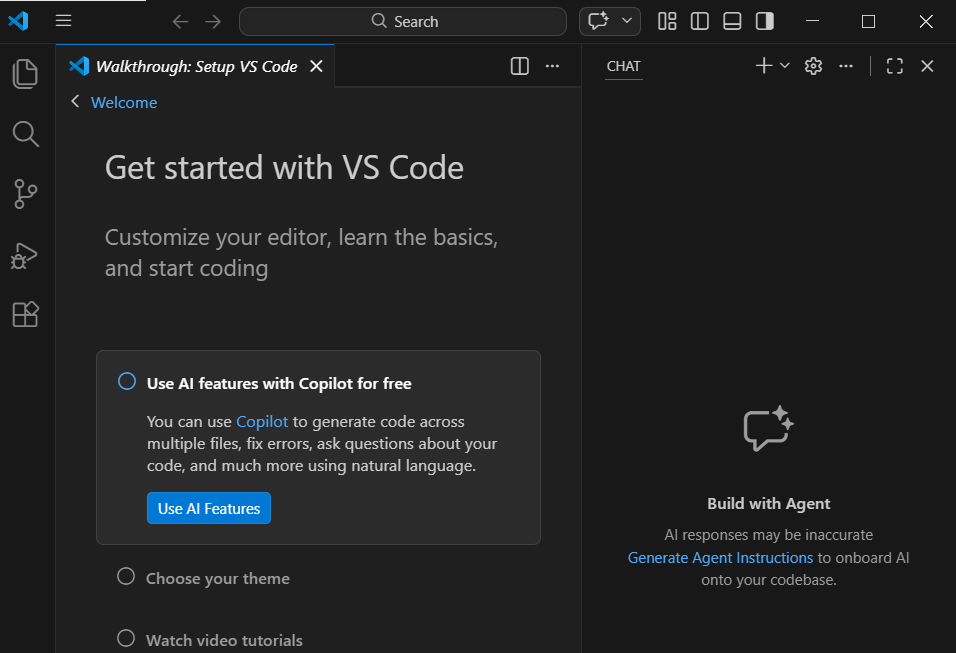 Search
Walkthrough: Setup VS Code
CHAT
Welcome
Get started with VS Code
Customize your editor, learn the basics,
and start coding
Use AI features with Copilot for free
You can use Copilot to generate code across
multiple files, fix errors, ask questions about your
code, and much more using natural language.
Use AI Features
Choose your theme
Watch video tutorials
Build with Agent
AI responses may be inaccurate
Generate Agent Instructions to onboard AI
onto your codebase.